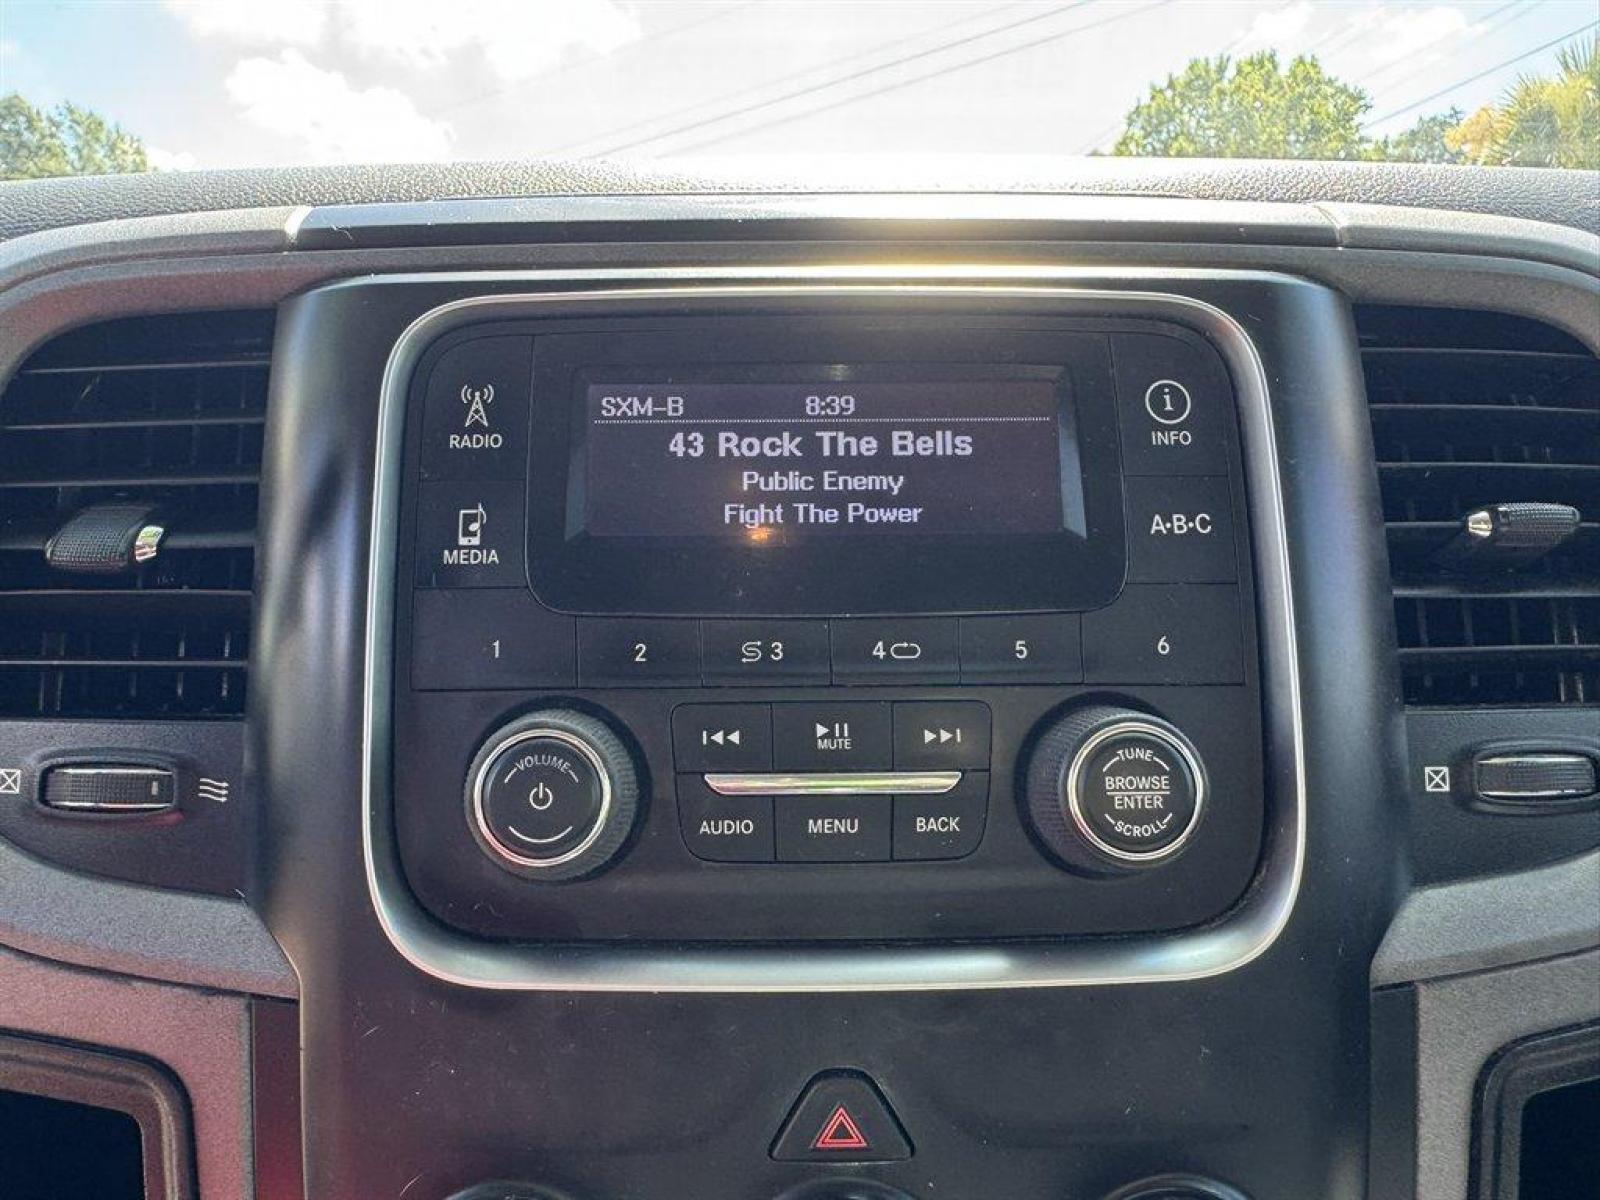 SXM-B 8:39
43 Rock The Bells
Public Enemy
Fight The Power
RADIO
INFO
MEDIA
A·B·C
1 2 3 4 5 6
VOLUME
MUTE
TUNE
BROWSE
ENTER
SCROLL
AUDIO MENU BACK